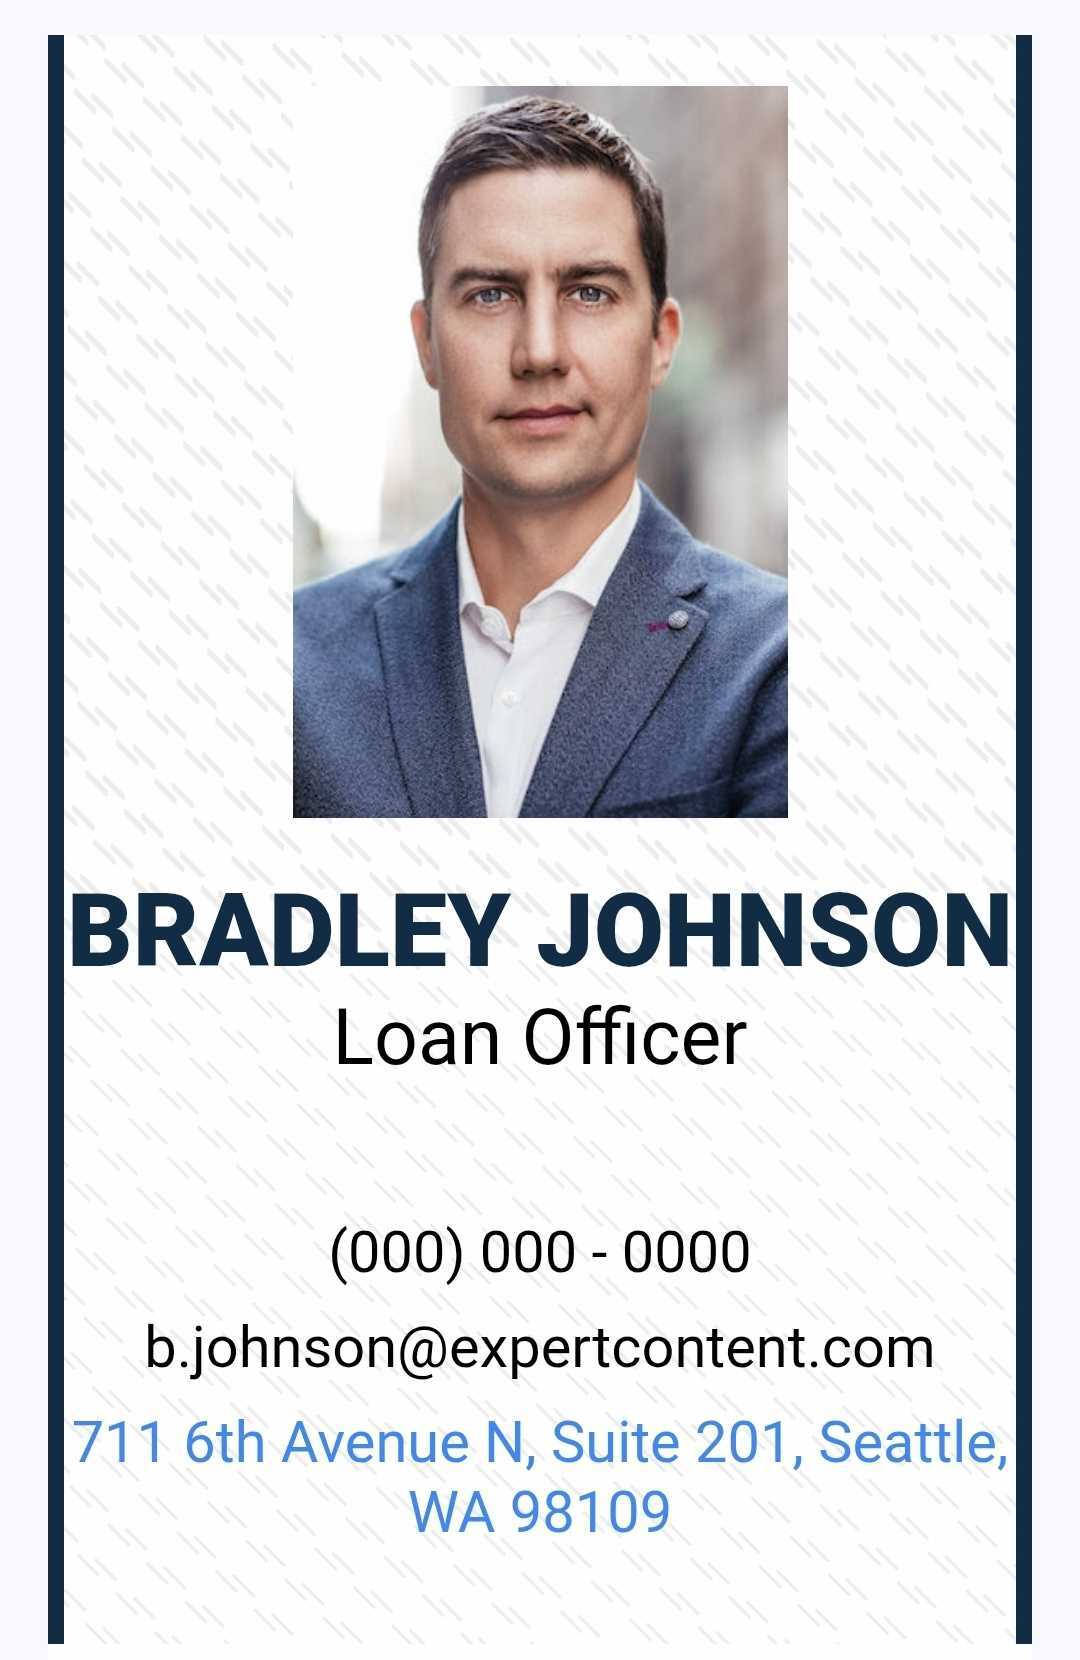 BRADLEY JOHNSON
Loan Officer
(000) 000 - 0000
b.johnson@expertcontent.com
711 6th Avenue N, Suite 201, Seattle,
WA 98109